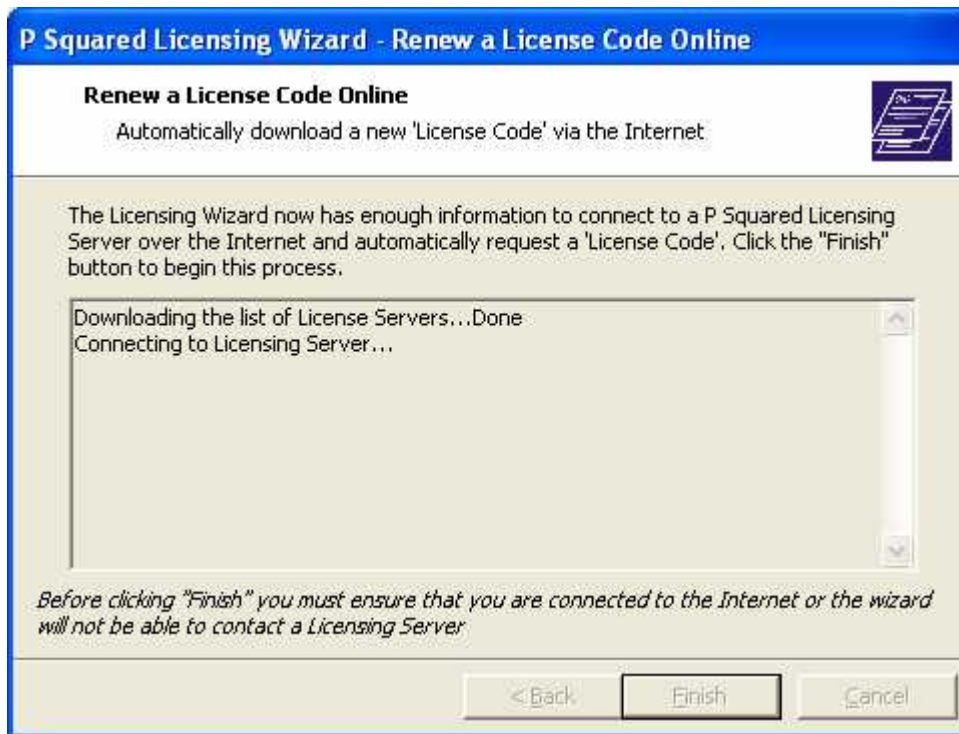 P Squared Licensing Wizard - Renew a License Code Online
Renew a License Code Online
Automatically download a new 'License Code' via the Internet
The Licensing Wizard now has enough information to connect to a P Squared Licensing
Server over the Internet and automatically request a 'License Code'. Click the "Finish"
button to begin this process.
Downloading the list of License Servers...Done
Connecting to Licensing Server...
Before clicking "Finish" you must ensure that you are connected to the Internet or the wizard
will not be able to contact a Licensing Server
< Back Finish Cancel